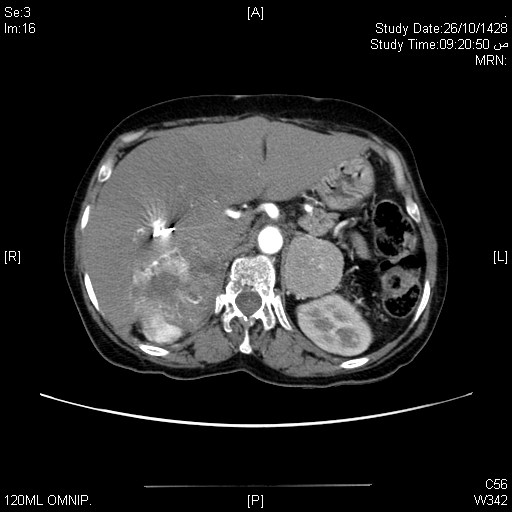 Se:3
Im:16
[A]
.
Study Date:26/10/1428
Study Time:09:20:50 ص
MRN:
[R]
[L]
120ML OMNIP.
[P]
C56
W342